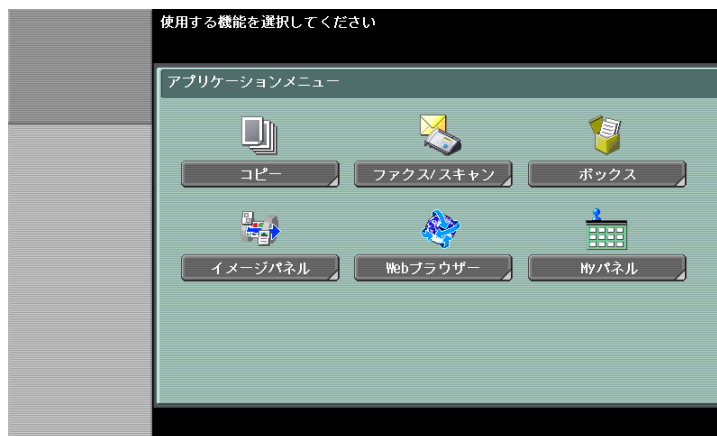 使用する機能を選択してください
アプリケーションメニュー
コピー
ファクス/スキャン
ボックス
イメージパネル
Webブラウザー
Myパネル